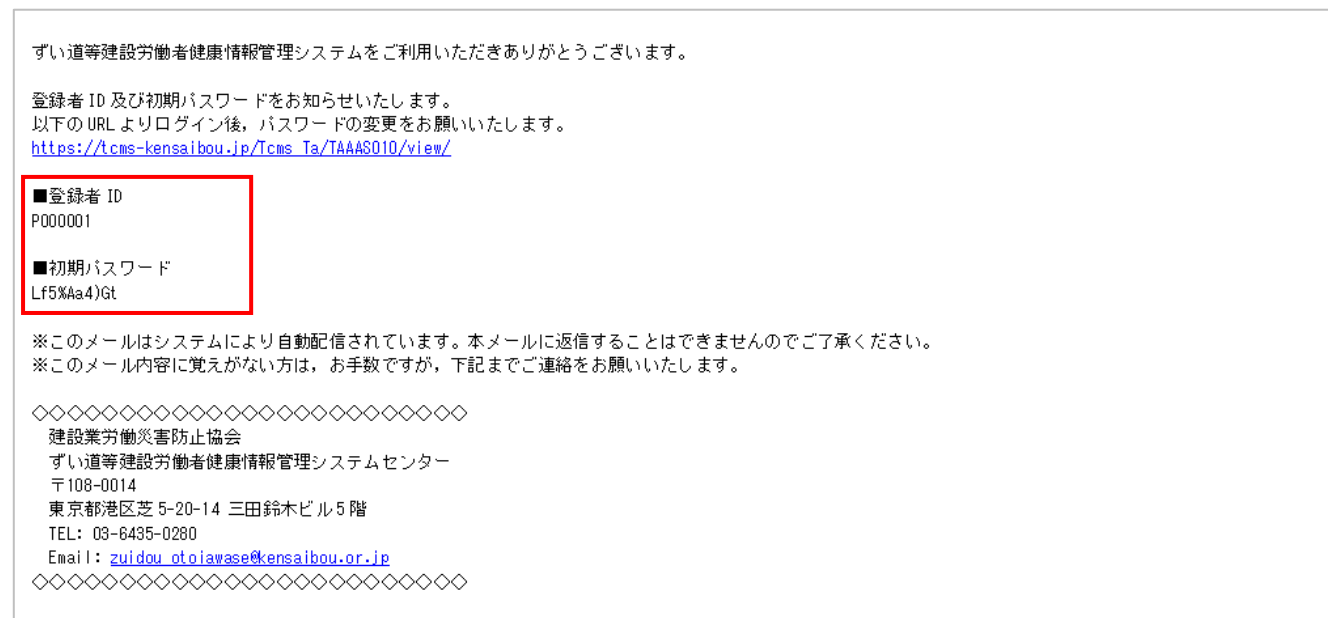 ずい道等建設労働者健康情報管理システムをご利用いただきありがとうございます。
登録者 ID 及び初期パスワードをお知らせいたします。
以下の URL よりログイン後，パスワードの変更をお願いいたします。
https://tcms-kensaibou.jp/Tcms_Ta/TAAAS010/view/
■登録者 ID
P000001
■初期パスワード
Lf5%Aa4)Gt
※このメールはシステムにより自動配信されています。本メールに返信することはできませんのでご了承ください。
※このメール内容に覚えがない方は，お手数ですが，下記までご連絡をお願いいたします。
◇◇◇◇◇◇◇◇◇◇◇◇◇◇◇◇◇◇◇◇◇◇◇◇◇
建設業労働災害防止協会
ずい道等建設労働者健康情報管理システムセンター
〒108-0014
東京都港区芝 5-20-14 三田鈴木ビル 5 階
TEL: 03-6435-0280
Email: zuidou_otoiawase@kensaibou.or.jp
◇◇◇◇◇◇◇◇◇◇◇◇◇◇◇◇◇◇◇◇◇◇◇◇◇